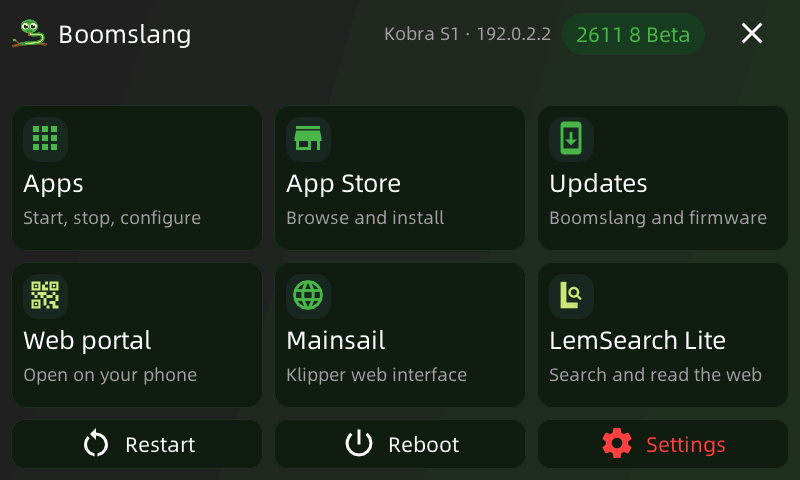 Boomslang
Kobra S1 · 192.0.2.2
2611 8 Beta
Apps
Start, stop, configure
App Store
Browse and install
Updates
Boomslang and firmware
Web portal
Open on your phone
Mainsail
Klipper web interface
LemSearch Lite
Search and read the web
Restart
Reboot
Settings